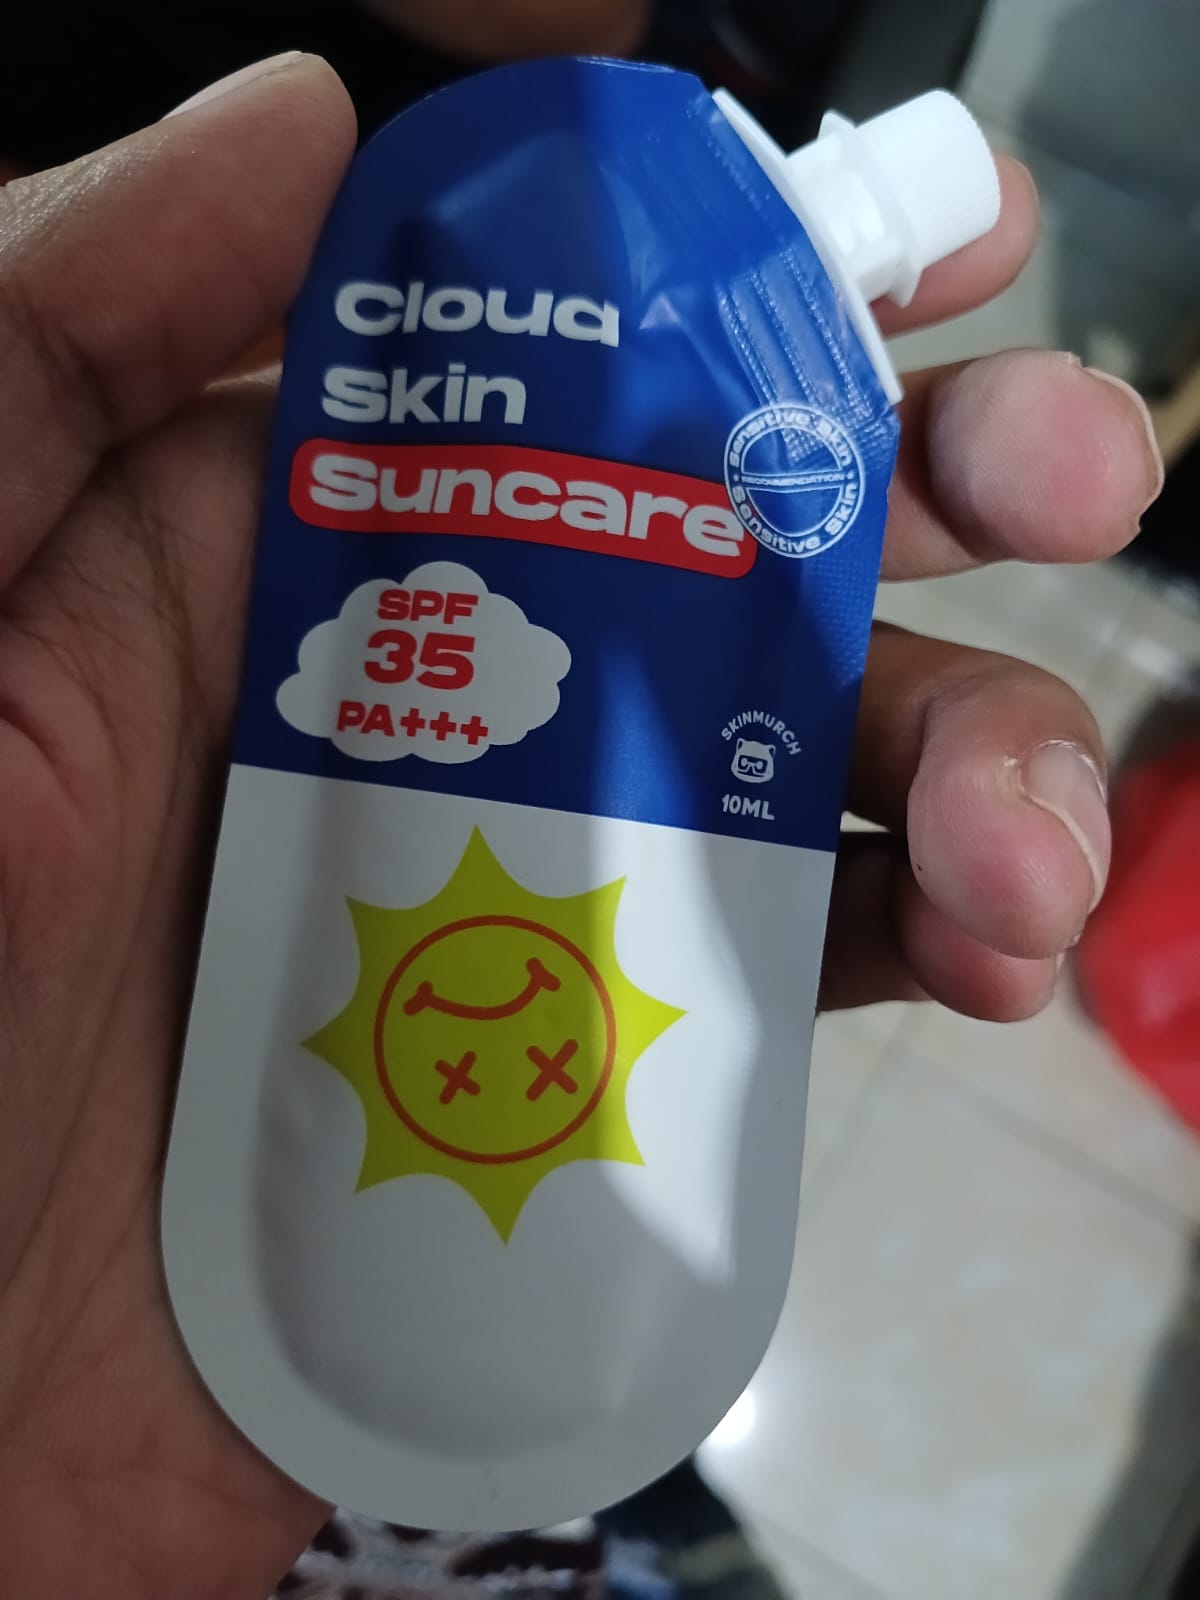 Cloud
Skin
Suncare
Sensitive Skin
RECOMMENDATION
Sensitive Skin
SPF
35
PA+++
SKINMURCH
10ML